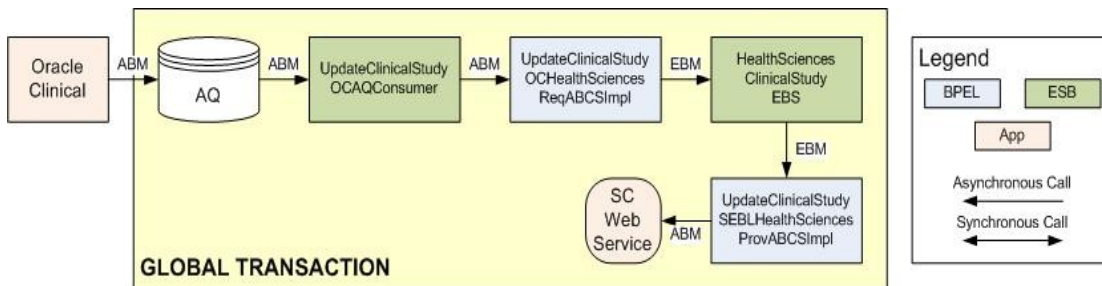 Oracle
Clinical
ABM
AQ
ABM
UpdateClinicalStudy
OCAQConsumer
ABM
UpdateClinicalStudy
OCHealthSciences
ReqABCSImpl
EBM
HealthSciences
ClinicalStudy
EBS
EBM
UpdateClinicalStudy
SEBLHealthSciences
ProvABCSImpl
ABM
SC
Web
Service
GLOBAL TRANSACTION
Legend
BPEL
ESB
App
Asynchronous Call
Synchronous Call